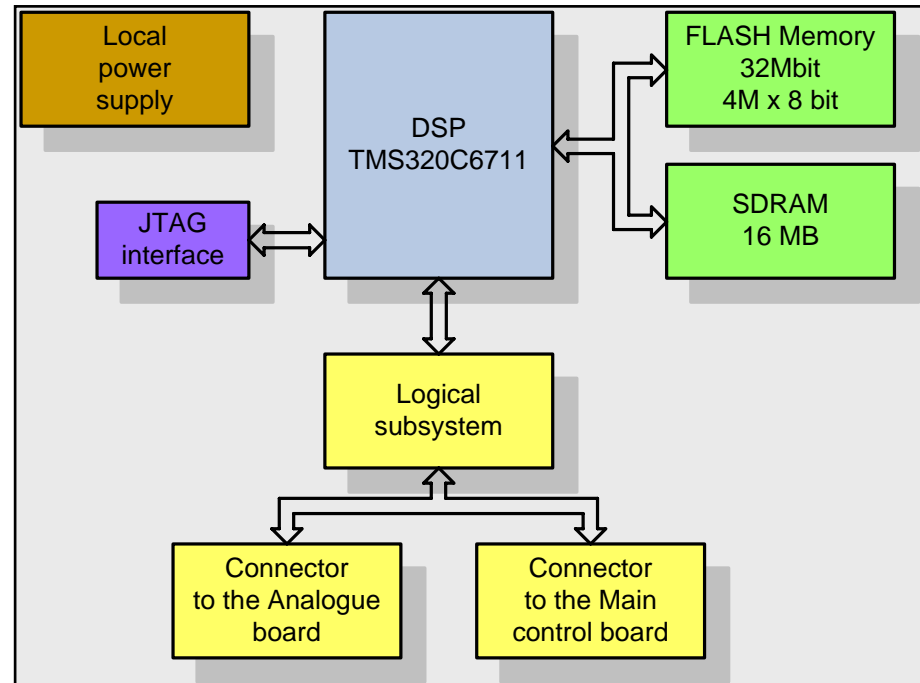 Local
power
supply
DSP
TMS320C6711
FLASH Memory
32Mbit
4M x 8 bit
JTAG
interface
SDRAM
16 MB
Logical
subsystem
Connector
to the Analogue
board
Connector
to the Main
control board